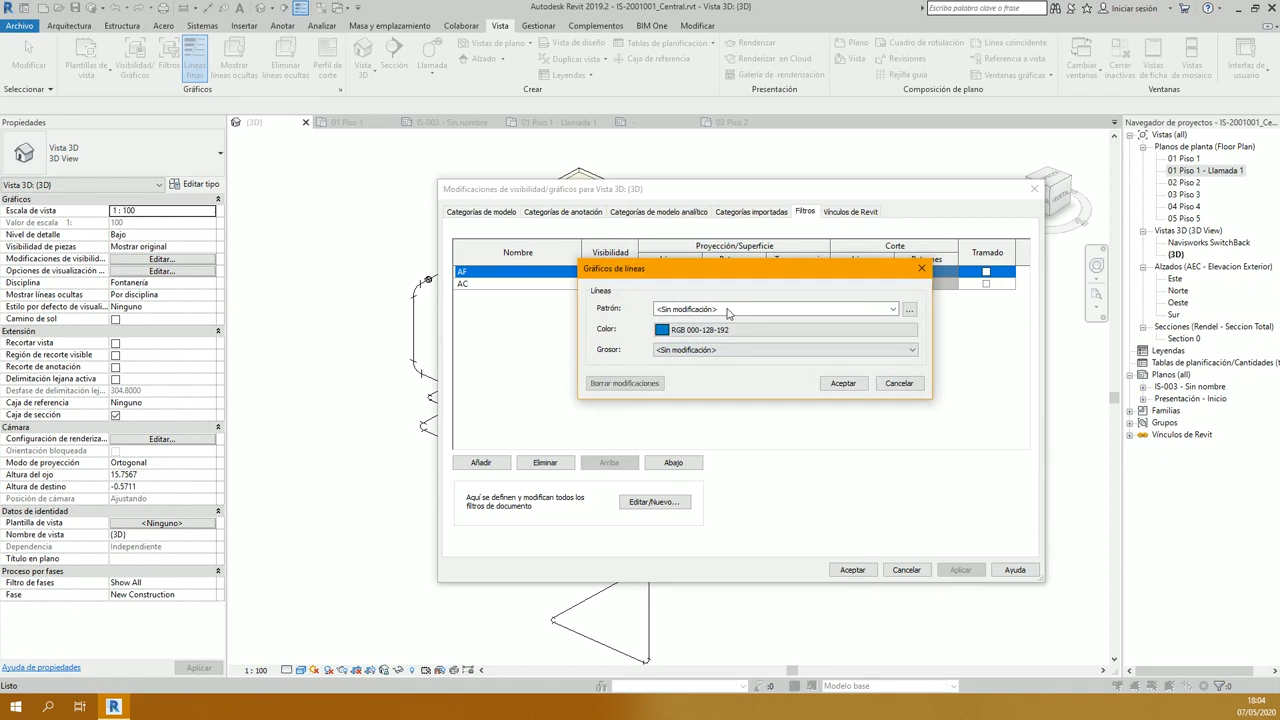 Autodesk Revit 2019.2 - IS-2001001_Central.rvt - Vista 3D: {3D}
Escriba palabra clave o frase
Iniciar sesión
Archivo Arquitectura Estructura Acero Sistemas Insertar Anotar Analizar Masa y emplazamiento Colaborar Vista Gestionar Complementos BIM One Modificar
Modificar
Plantillas de vista
Visibilidad/ Gráficos
Filtros
Líneas finas
Mostrar líneas ocultas
Eliminar líneas ocultas
Perfil de corte
Vista 3D
Sección
Llamada
Vistas de plano
Alzado
Vista de diseño
Duplicar vista
Leyendas
Tablas de planificación
Caja de referencia
Renderizar
Renderizar en Cloud
Galería de renderización
Plano
Vista
Cuadro de rotulación
Revisiones
Rejilla guía
Línea coincidente
Referencia a vista
Ventanas gráficas
Cambiar ventanas
Cerrar inactivas
Vistas de ficha
Vistas de mosaico
Interfaz de usuario
Seleccionar Gráficos Crear Presentación Composición de plano Ventanas
Propiedades
{3D} 01 Piso 1 IS-003 - Sin nombre 01 Piso 1 - Llamada 1 - 02 Piso 2
Vista 3D
3D View
Vista 3D: {3D} Editar tipo
Gráficos
Escala de vista 1 : 100
Valor de escala 1: 100
Nivel de detalle Bajo
Visibilidad de piezas Mostrar original
Modificaciones de visibilid... Editar...
Opciones de visualización ... Editar...
Disciplina Fontanería
Mostrar líneas ocultas Por disciplina
Estilo por defecto de visuali... Ninguno
Camino de sol
Extensión
Recortar vista
Región de recorte visible
Recorte de anotación
Delimitación lejana activa
Desfase de delimitación lej... 304.8000
Caja de referencia Ninguno
Caja de sección
Cámara
Configuración de renderiza... Editar...
Orientación bloqueada
Modo de proyección Ortogonal
Altura del ojo 15.7567
Altura de destino -0.5711
Posición de cámara Ajustando
Datos de identidad
Plantilla de vista <Ninguno>
Nombre de vista {3D}
Dependencia Independiente
Título en plano
Proceso por fases
Filtro de fases Show All
Fase New Construction
Ayuda de propiedades Aplicar
Modificaciones de visibilidad/gráficos para Vista 3D: {3D}
Categorías de modelo Categorías de anotación Categorías de modelo analítico Categorías importadas Filtros Vínculos de Revit
Nombre Visibilidad Proyección/Superficie Corte Tramado
AF
AC
Gráficos de líneas
Líneas
Patrón: <Sin modificación> ...
Color: RGB 000-128-192
Grosor: <Sin modificación>
Borrar modificaciones Aceptar Cancelar
Añadir Eliminar Arriba Abajo
Aquí se definen y modifican todos los
filtros de documento
Editar/Nuevo...
Aceptar Cancelar Aplicar Ayuda
Navegador de proyectos - IS-2001001_Ce...
Vistas (all)
Planos de planta (Floor Plan)
01 Piso 1
01 Piso 1 - Llamada 1
02 Piso 2
03 Piso 3
04 Piso 4
05 Piso 5
Vistas 3D (3D View)
Navisworks SwitchBack
{3D}
Alzados (AEC - Elevacion Exterior)
Este
Norte
Oeste
Sur
Secciones (Rendel - Seccion Total)
Section 0
Leyendas
Tablas de planificación/Cantidades (t
Planos (all)
IS-003 - Sin nombre
Presentación - Inicio
Familias
Grupos
Vínculos de Revit
1 : 100
Listo :0 Modelo base :0
18:04
07/05/2020